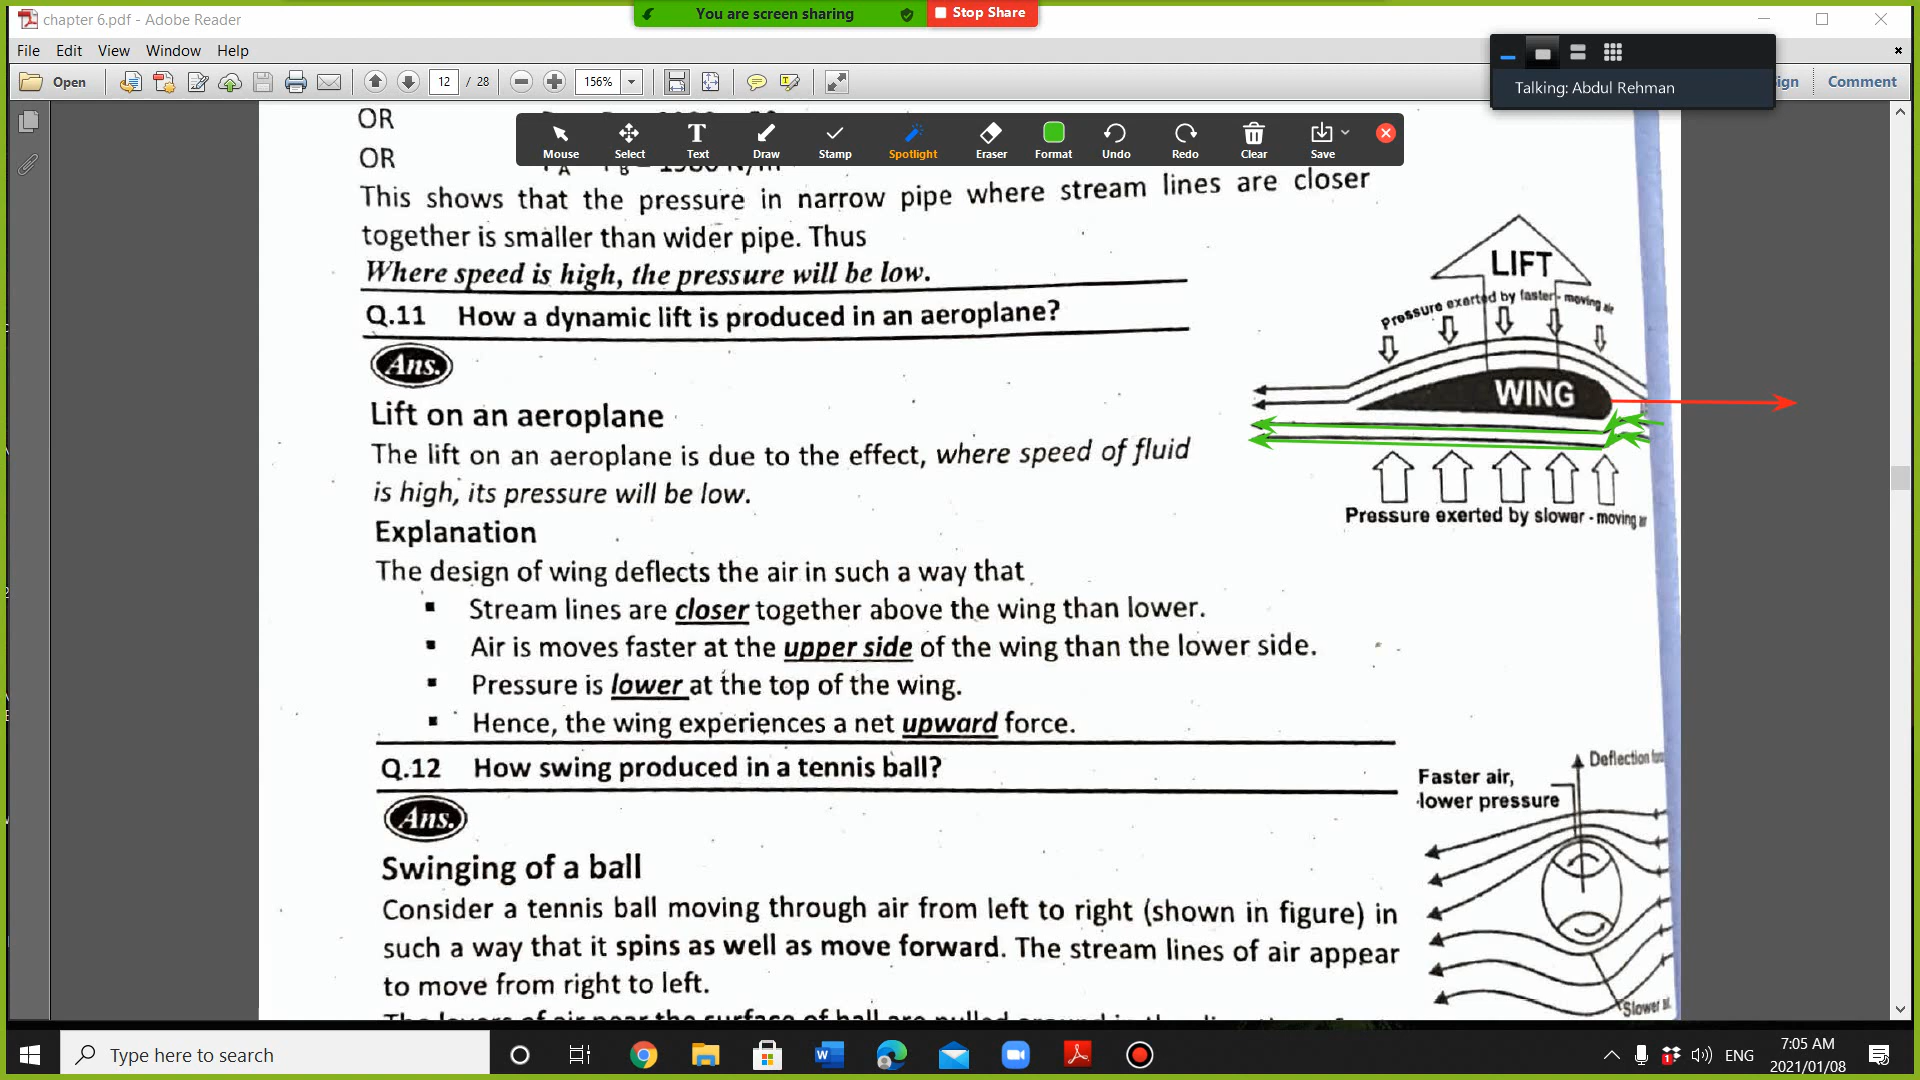 chapter 6.pdf - Adobe Reader
You are screen sharing
Stop Share
File Edit View Window Help
Talking: Abdul Rehman
Open
12 / 28
156%
Comment
Mouse Select Text Draw Stamp Spotlight Eraser Format Undo Redo Clear Save
OR
OR
This shows that the pressure in narrow pipe where stream lines are closer
together is smaller than wider pipe. Thus
Where speed is high, the pressure will be low.
Q.11 How a dynamic lift is produced in an aeroplane?
Ans.
Lift on an aeroplane
The lift on an aeroplane is due to the effect, where speed of fluid
is high, its pressure will be low.
Explanation
The design of wing deflects the air in such a way that
▪ Stream lines are closer together above the wing than lower.
▪ Air is moves faster at the upper side of the wing than the lower side.
▪ Pressure is lower at the top of the wing.
▪ Hence, the wing experiences a net upward force.
LIFT
Pressure exerted by faster - moving air
WING
Pressure exerted by slower - moving
Q.12 How swing produced in a tennis ball?
Ans.
Swinging of a ball
Consider a tennis ball moving through air from left to right (shown in figure) in
such a way that it spins as well as move forward. The stream lines of air appear
to move from right to left.
Deflection
Faster air,
lower pressure
Slower
Type here to search
ENG
7:05 AM
2021/01/08